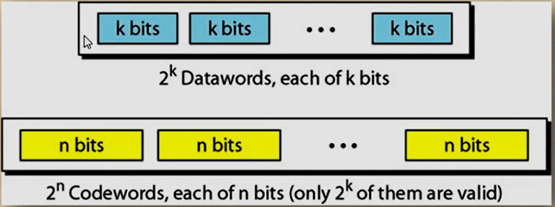 k bits k bits • • • k bits
2^k Datawords, each of k bits
n bits n bits • • • n bits
2^n Codewords, each of n bits (only 2^k of them are valid)